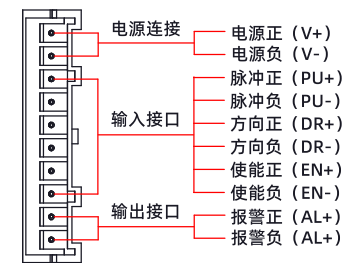 电源连接
电源正（V+）
电源负（V-）
输入接口
脉冲正（PU+）
脉冲负（PU-）
方向正（DR+）
方向负（DR-）
使能正（EN+）
使能负（EN-）
输出接口
报警正（AL+）
报警负（AL+）